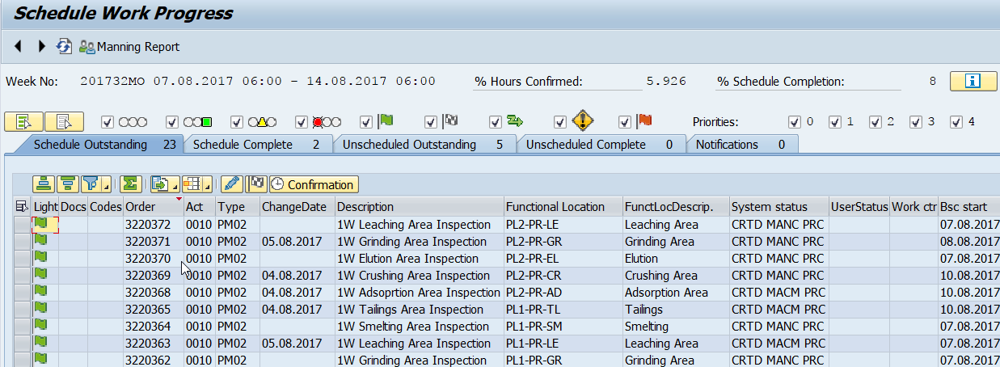 Schedule Work Progress
Manning Report
Week No: 201732MO 07.08.2017 06:00 - 14.08.2017 06:00 % Hours Confirmed: 5.926 % Schedule Completion: 8
Priorities: 0 1 2 3 4
Schedule Outstanding 23 Schedule Complete 2 Unscheduled Outstanding 5 Unscheduled Complete 0 Notifications 0
Confirmation
Light Docs Codes Order Act Type ChangeDate Description Functional Location FunctLocDescrip. System status UserStatus Work ctr Bsc start
3220372 0010 PM02 1W Leaching Area Inspection PL2-PR-LE Leaching Area CRTD MANC PRC 07.08.2017
3220371 0010 PM02 05.08.2017 1W Grinding Area Inspection PL2-PR-GR Grinding Area CRTD MANC PRC 08.08.2017
3220370 0010 PM02 1W Elution Area Inspection PL2-PR-EL Elution CRTD MANC PRC 07.08.2017
3220369 0010 PM02 04.08.2017 1W Crushing Area Inspection PL2-PR-CR Crushing Area CRTD MANC PRC 10.08.2017
3220368 0010 PM02 04.08.2017 1W Adsoprtion Area Inspection PL2-PR-AD Adsorption Area CRTD MACM PRC 10.08.2017
3220365 0010 PM02 04.08.2017 1W Tailings Area Inspection PL1-PR-TL Tailings CRTD MACM PRC 10.08.2017
3220364 0010 PM02 1W Smelting Area Inspection PL1-PR-SM Smelting CRTD MANC PRC 07.08.2017
3220363 0010 PM02 05.08.2017 1W Leaching Area Inspection PL1-PR-LE Leaching Area CRTD MACM PRC 07.08.2017
3220362 0010 PM02 1W Grinding Area Inspection PL1-PR-GR Grinding Area CRTD MANC PRC 07.08.2017